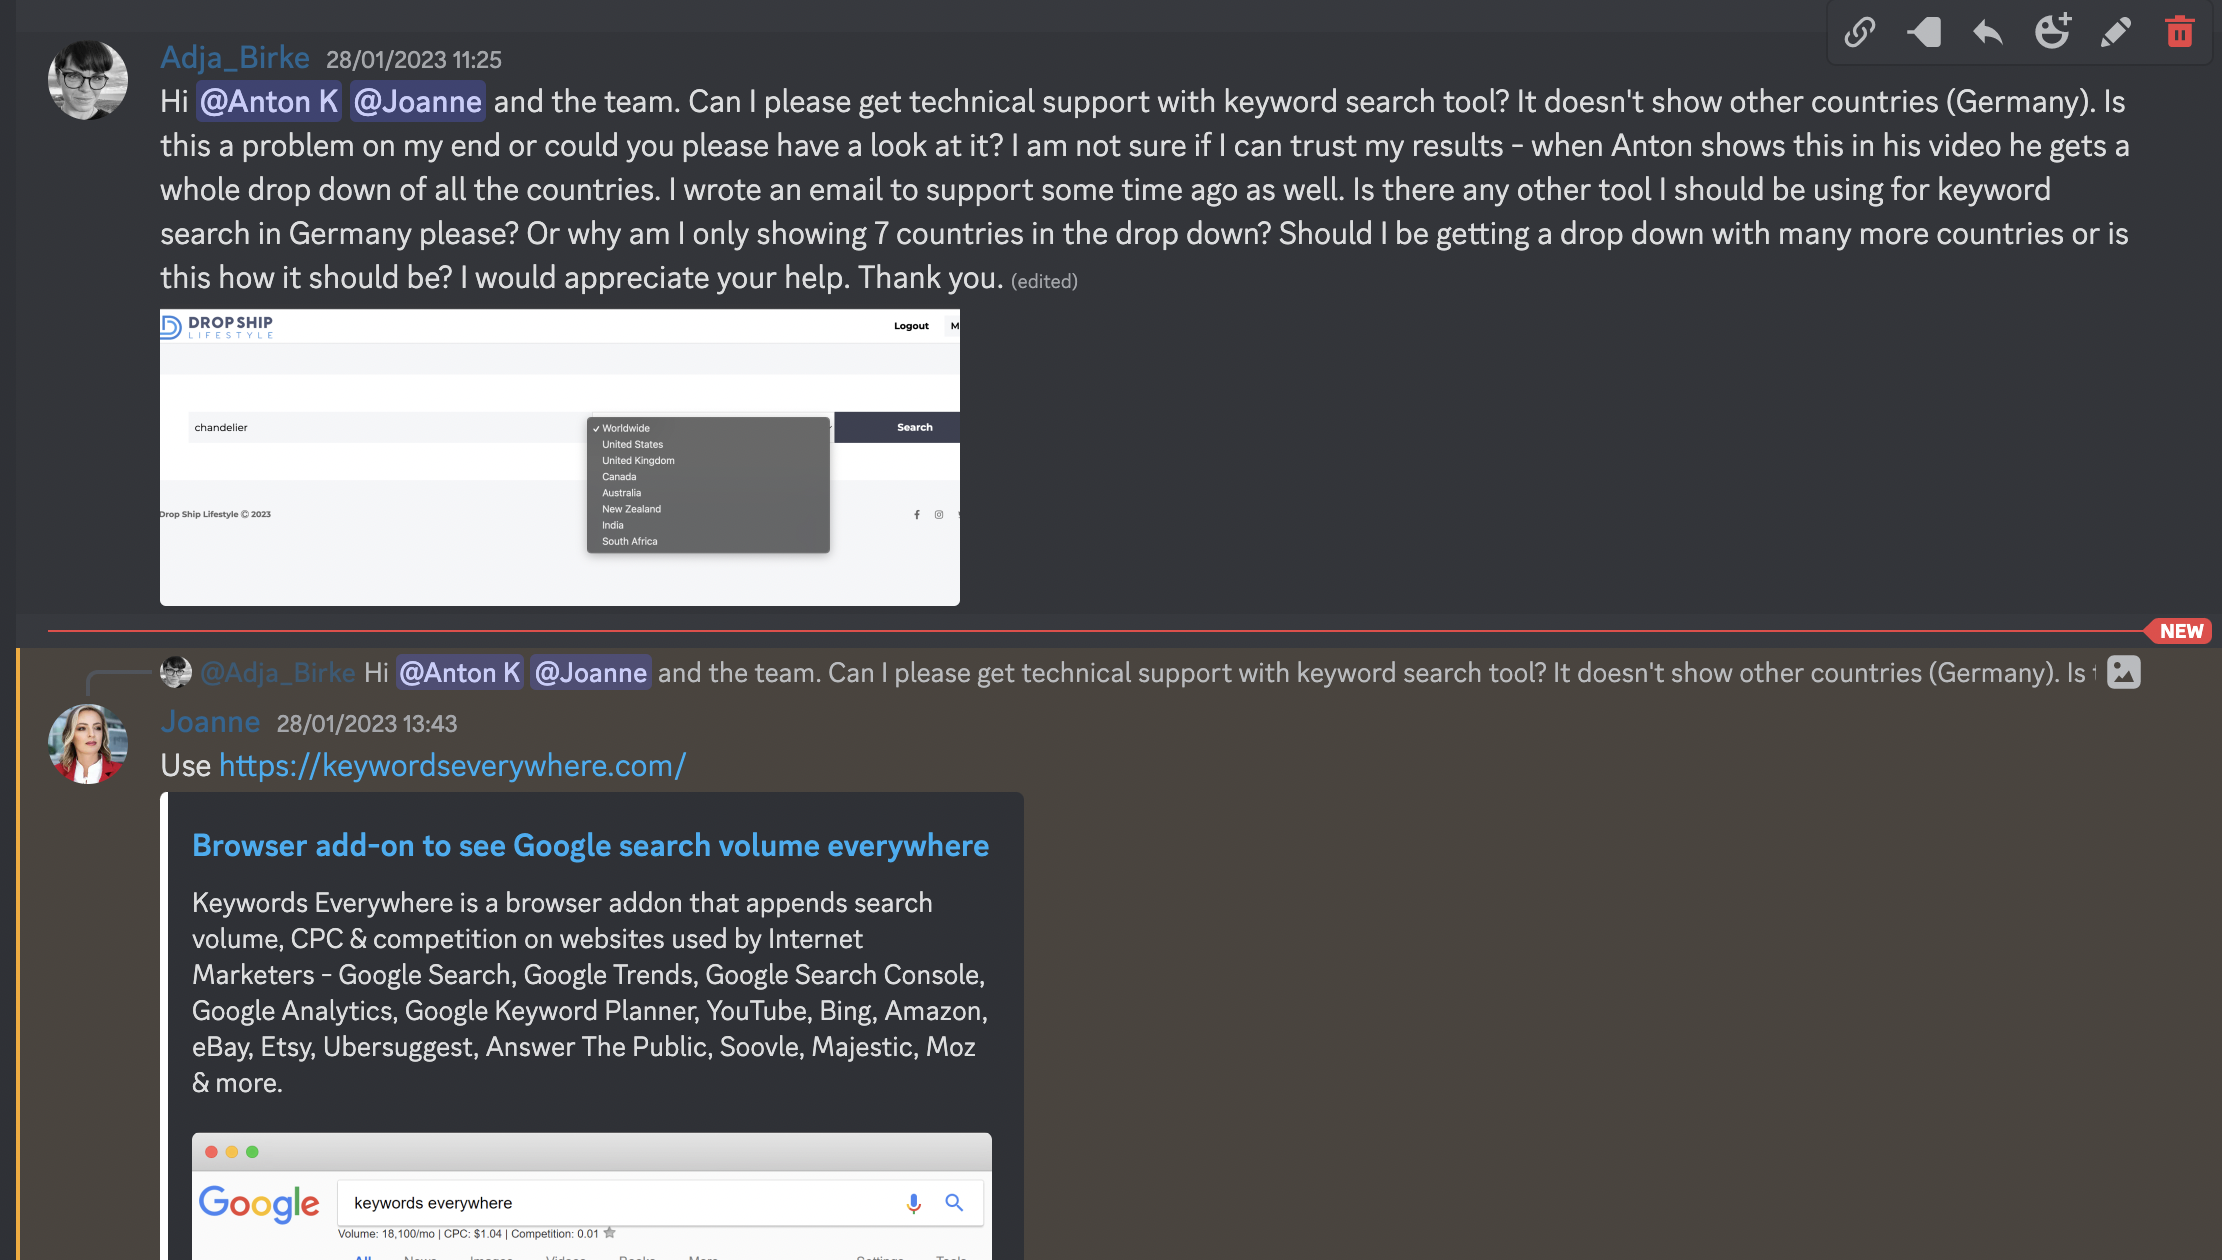 Adja_Birke 28/01/2023 11:25
Hi @Anton K @Joanne and the team. Can I please get technical support with keyword search tool? It doesn't show other countries (Germany). Is
this a problem on my end or could you please have a look at it? I am not sure if I can trust my results - when Anton shows this in his video he gets a
whole drop down of all the countries. I wrote an email to support some time ago as well. Is there any other tool I should be using for keyword
search in Germany please? Or why am I only showing 7 countries in the drop down? Should I be getting a drop down with many more countries or is
this how it should be? I would appreciate your help. Thank you. (edited)
DROP SHIP
LIFESTYLE
Logout M
chandelier
✓ Worldwide
Search
United States
United Kingdom
Canada
Australia
New Zealand
India
South Africa
Drop Ship Lifestyle © 2023
NEW
@Adja_Birke Hi @Anton K @Joanne and the team. Can I please get technical support with keyword search tool? It doesn't show other countries (Germany). Is
Joanne 28/01/2023 13:43
Use https://keywordseverywhere.com/
Browser add-on to see Google search volume everywhere
Keywords Everywhere is a browser addon that appends search
volume, CPC & competition on websites used by Internet
Marketers - Google Search, Google Trends, Google Search Console,
Google Analytics, Google Keyword Planner, YouTube, Bing, Amazon,
eBay, Etsy, Ubersuggest, Answer The Public, Soovle, Majestic, Moz
& more.
Google
keywords everywhere
Volume: 18,100/mo | CPC: $1.04 | Competition: 0.01